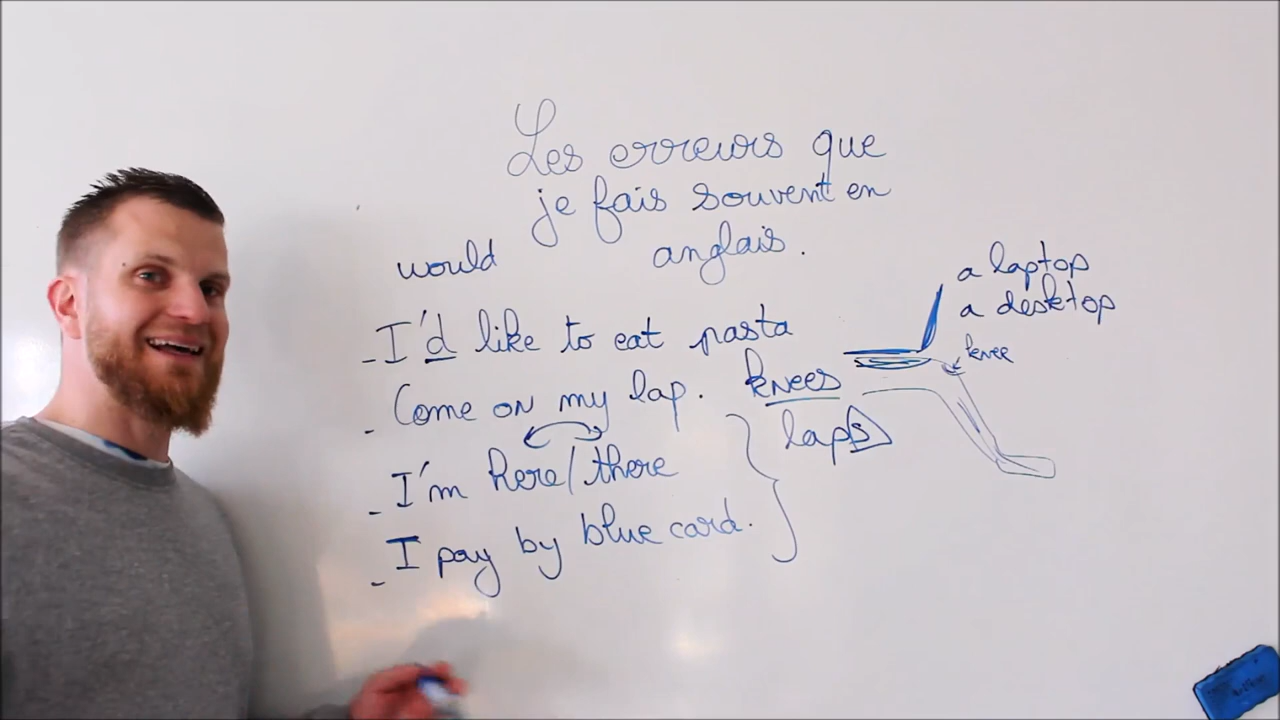 Les erreurs que
je fais souvent en
anglais.
would
- I'd like to eat pasta
- Come on my lap. knees
laps
- I'm here/there
- I pay by blue card.
a laptop
a desktop
knee